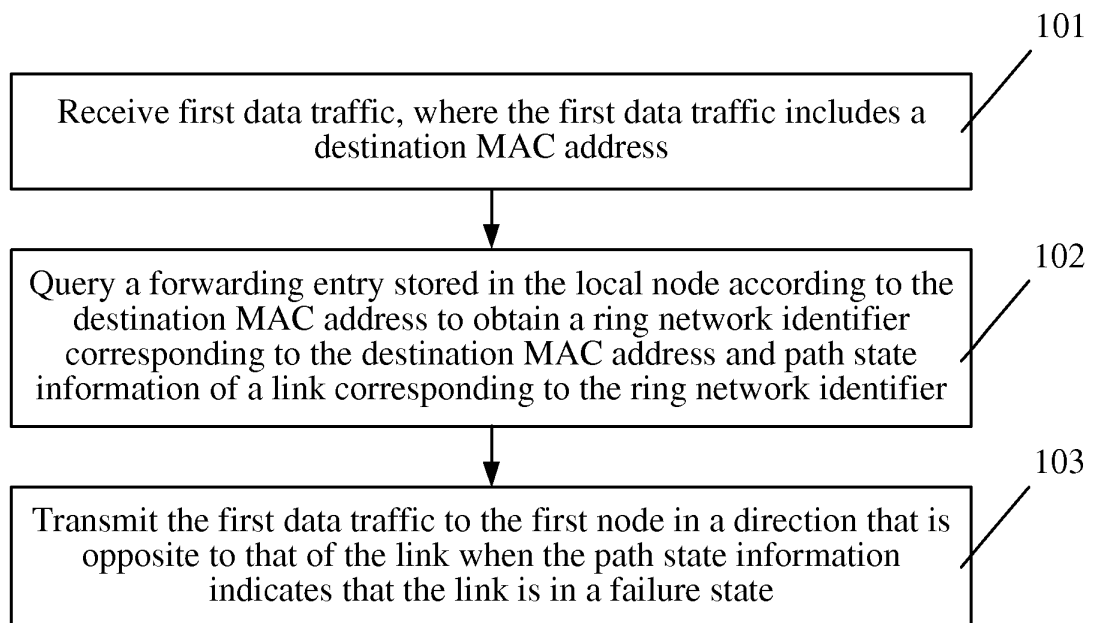 101
Receive first data traffic, where the first data traffic includes a
destination MAC address
102
Query a forwarding entry stored in the local node according to the
destination MAC address to obtain a ring network identifier
corresponding to the destination MAC address and path state
information of a link corresponding to the ring network identifier
103
Transmit the first data traffic to the first node in a direction that is
opposite to that of the link when the path state information
indicates that the link is in a failure state